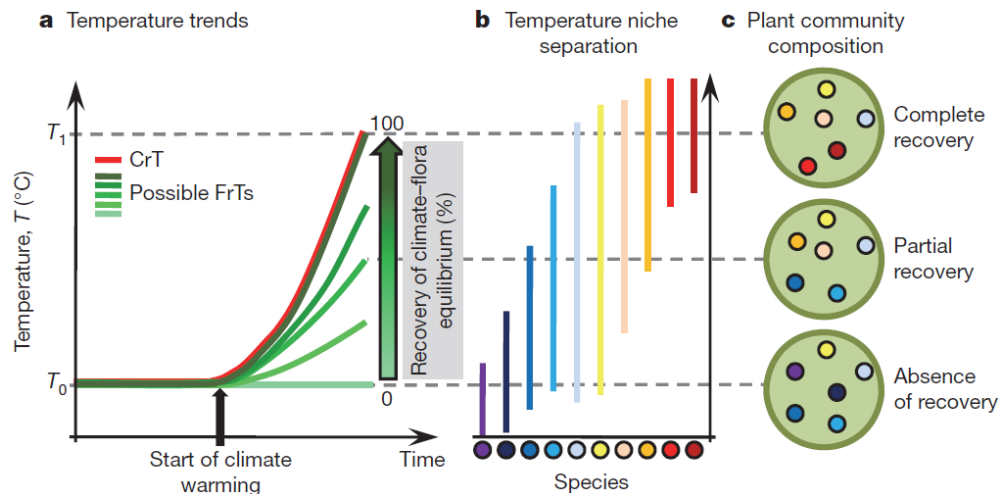 a Temperature trends
Temperature, T (°C)
T₁
T₀
CrT
Possible FrTs
100
0
Recovery of climate–flora
equilibrium (%)
Start of climate
warming
Time
b Temperature niche
separation
Species
c Plant community
composition
Complete
recovery
Partial
recovery
Absence
of recovery